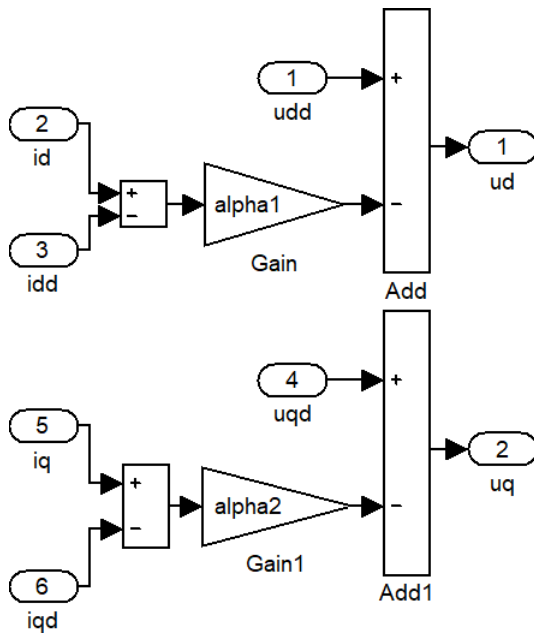 1
udd
+
2
id
+
−
3
idd
alpha1
Gain
−
Add
1
ud
4
uqd
+
5
iq
+
−
6
iqd
alpha2
Gain1
−
Add1
2
uq